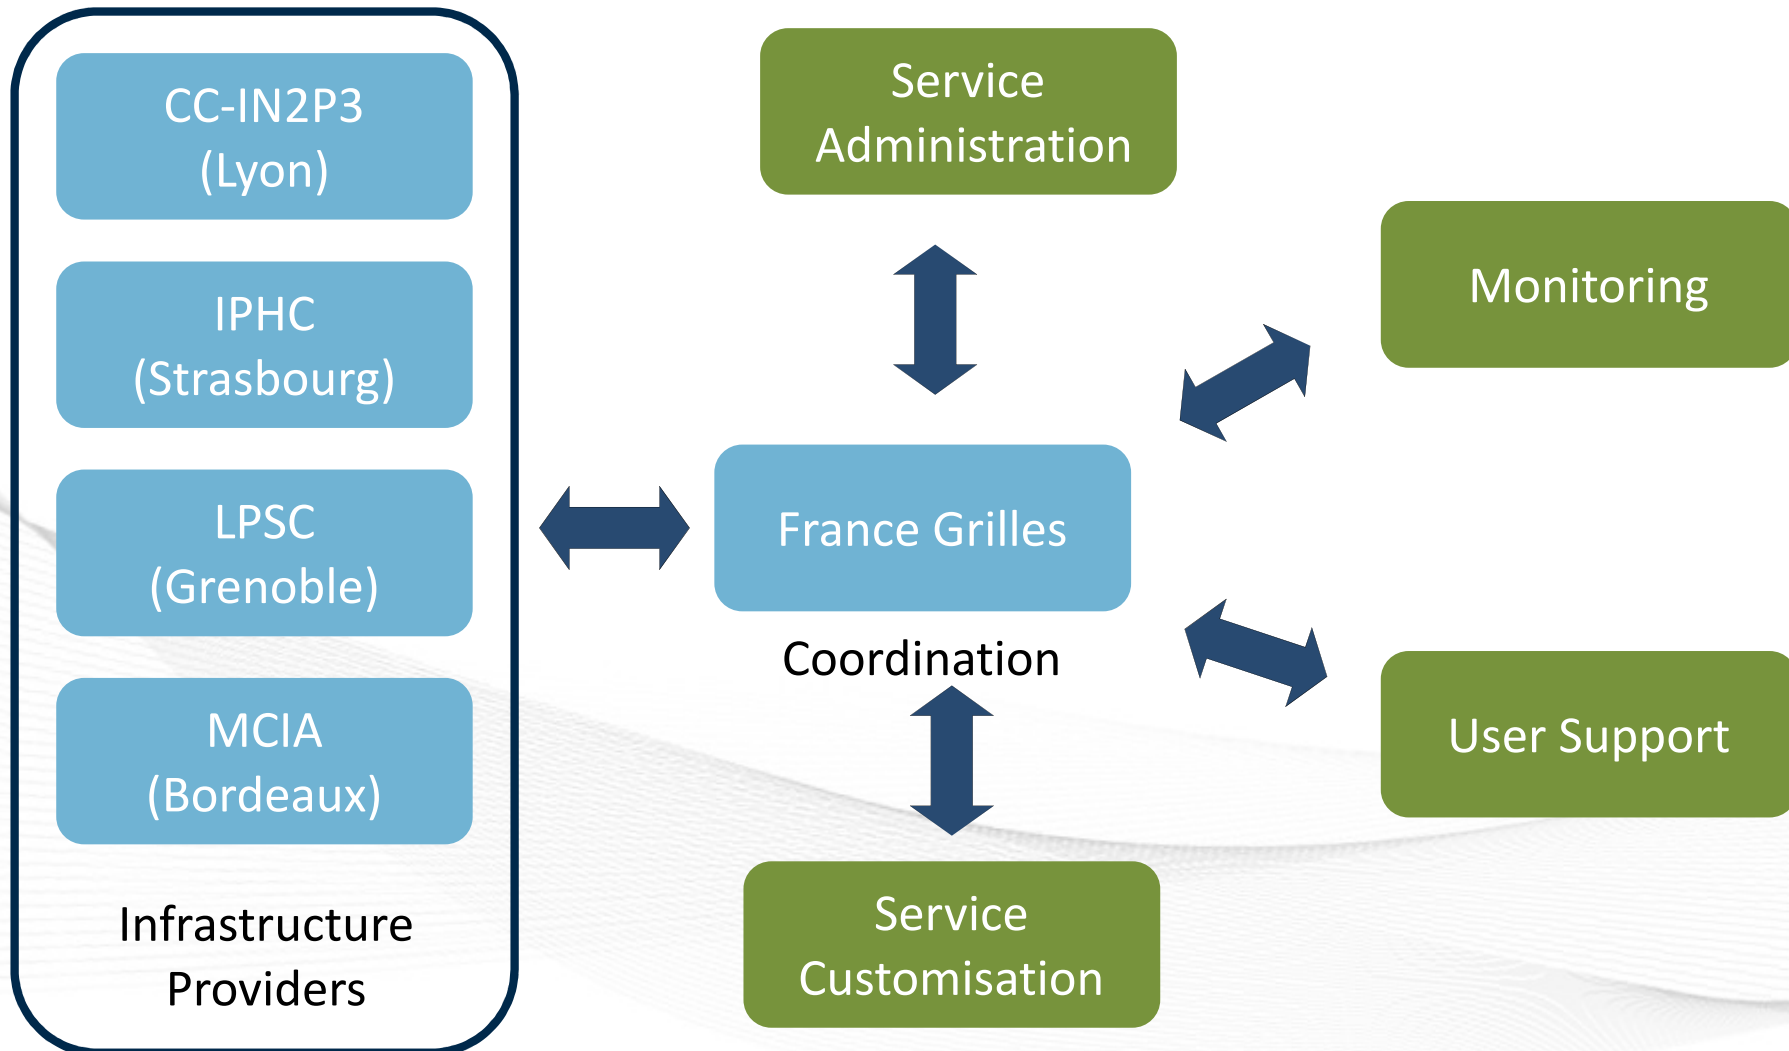 CC-IN2P3
(Lyon)
IPHC
(Strasbourg)
LPSC
(Grenoble)
MCIA
(Bordeaux)
Infrastructure
Providers
Service
Administration
Monitoring
France Grilles
Coordination
User Support
Service
Customisation